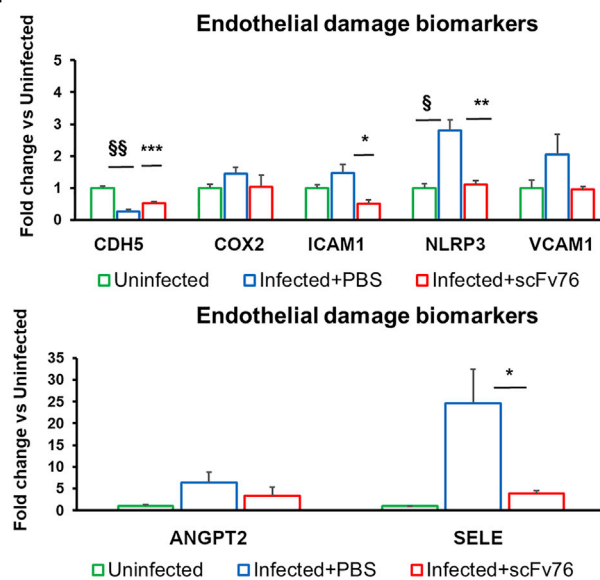 Endothelial damage biomarkers
Fold change vs Uninfected
5
4
3
2
1
0
§§
***
*
§
**
CDH5 COX2 ICAM1 NLRP3 VCAM1
Uninfected Infected+PBS Infected+scFv76
Endothelial damage biomarkers
Fold change vs Uninfected
35
30
25
20
15
10
5
0
*
ANGPT2 SELE
Uninfected Infected+PBS Infected+scFv76